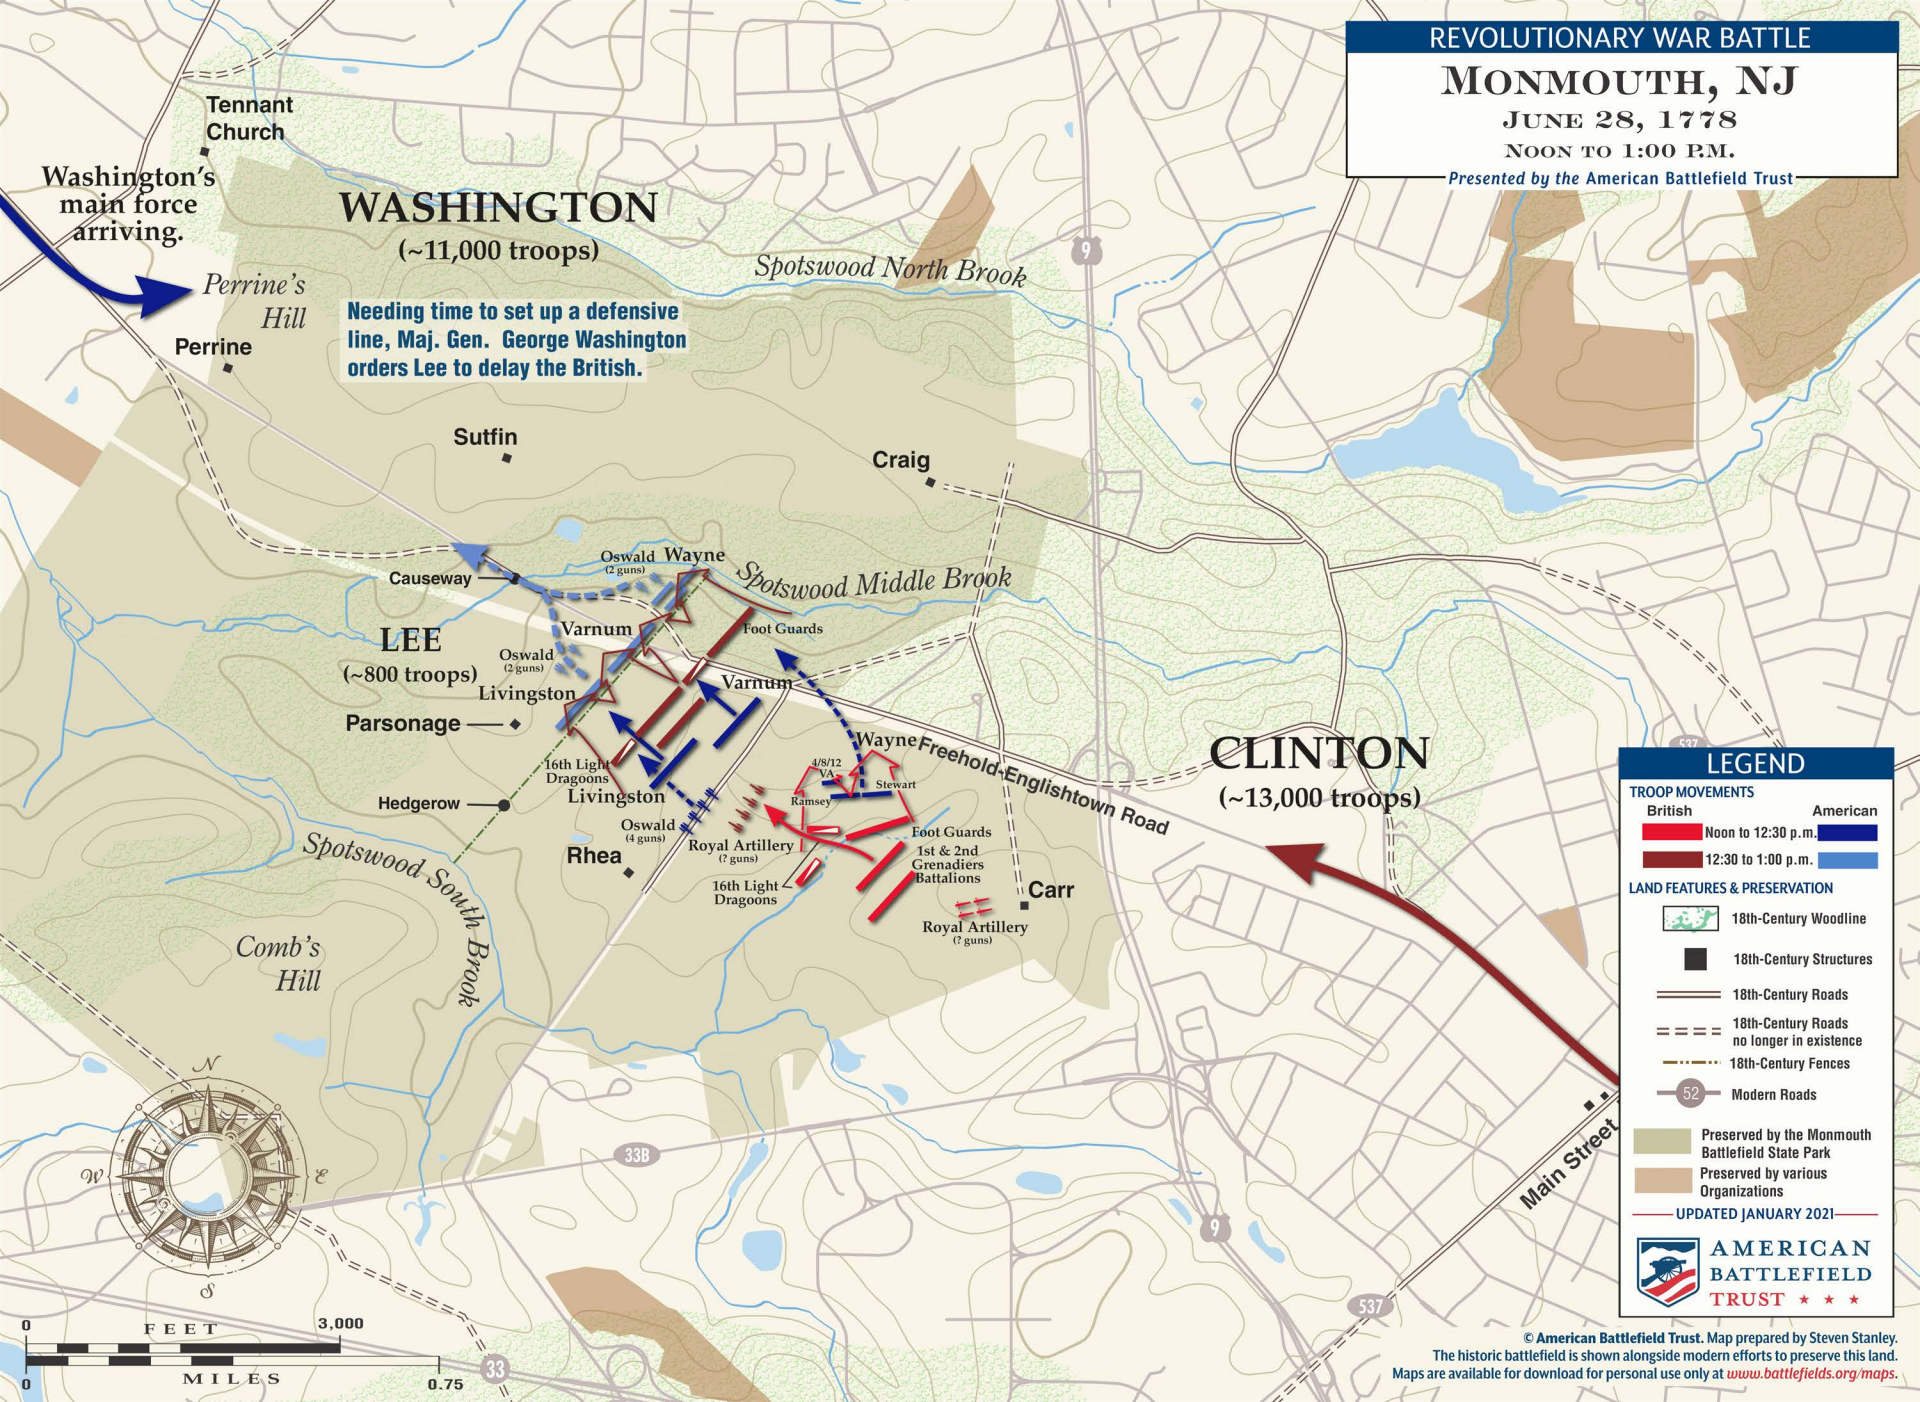 REVOLUTIONARY WAR BATTLE
MONMOUTH, NJ
JUNE 28, 1778
NOON TO 1:00 P.M.
Presented by the American Battlefield Trust
Tennant
Church
Washington's
main force
arriving.
WASHINGTON
(~11,000 troops)
Perrine's
Hill
Perrine
Needing time to set up a defensive
line, Maj. Gen. George Washington
orders Lee to delay the British.
Spotswood North Brook
9
Sutfin
Craig
Causeway
Oswald
(2 guns)
Wayne
Spotswood Middle Brook
Foot Guards
LEE
(~800 troops)
Varnum
Oswald
(2 guns)
Livingston
Varnum
Parsonage
16th Light
Dragoons
Livingston
Hedgerow
Oswald
(4 guns)
Rhea
Wayne
4/8/12
VA
Stewart
Ramsey
Freehold-Englishtown Road
Royal Artillery
(? guns)
Foot Guards
1st & 2nd
Grenadiers
Battalions
16th Light
Dragoons
Carr
Royal Artillery
(? guns)
CLINTON
(~13,000 troops)
Spotswood South Brook
Comb's
Hill
537
LEGEND
TROOP MOVEMENTS
British American
Noon to 12:30 p.m.
12:30 to 1:00 p.m.
LAND FEATURES & PRESERVATION
18th-Century Woodline
18th-Century Structures
18th-Century Roads
18th-Century Roads
no longer in existence
18th-Century Fences
52 Modern Roads
Preserved by the Monmouth
Battlefield State Park
Preserved by various
Organizations
UPDATED JANUARY 2021
AMERICAN
BATTLEFIELD
TRUST
Main Street
N
W E
S
33B
9
537
33
0 FEET 3,000
0 MILES 0.75
© American Battlefield Trust. Map prepared by Steven Stanley.
The historic battlefield is shown alongside modern efforts to preserve this land.
Maps are available for download for personal use only at www.battlefields.org/maps.